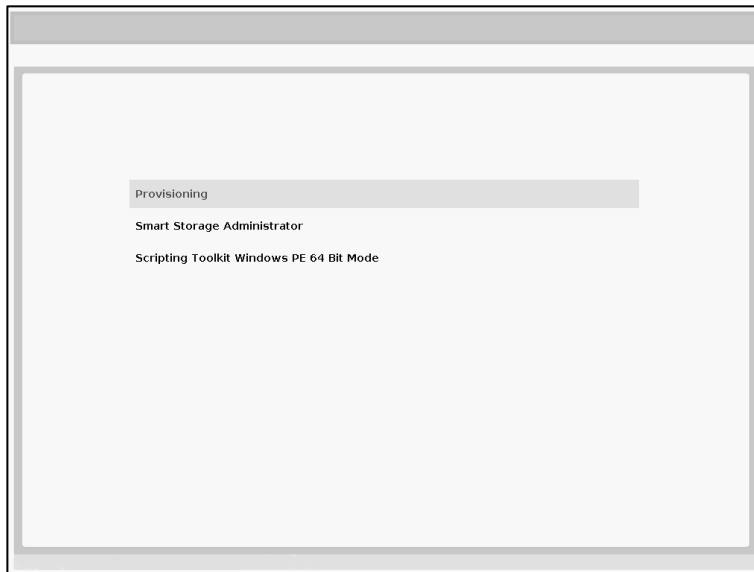 Provisioning
Smart Storage Administrator
Scripting Toolkit Windows PE 64 Bit Mode